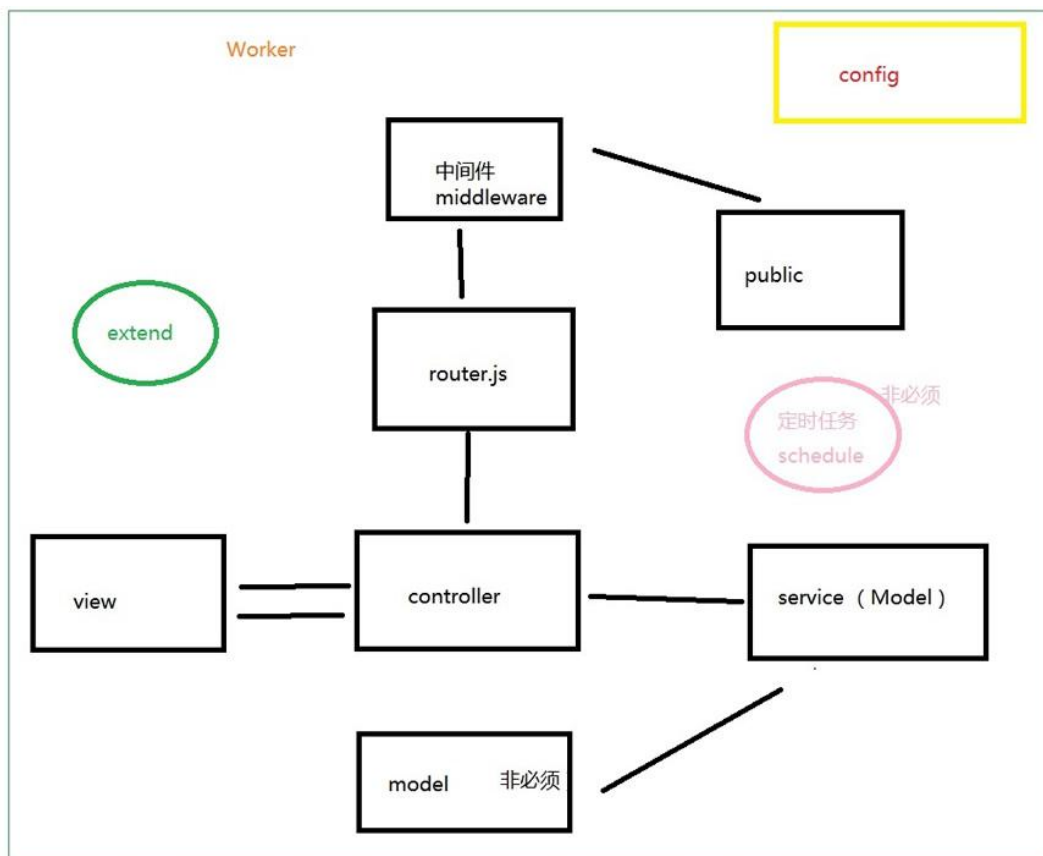 Worker
config
中间件
middleware
public
extend
router.js
非必须
定时任务
schedule
view
controller
service （Model）
model 非必须